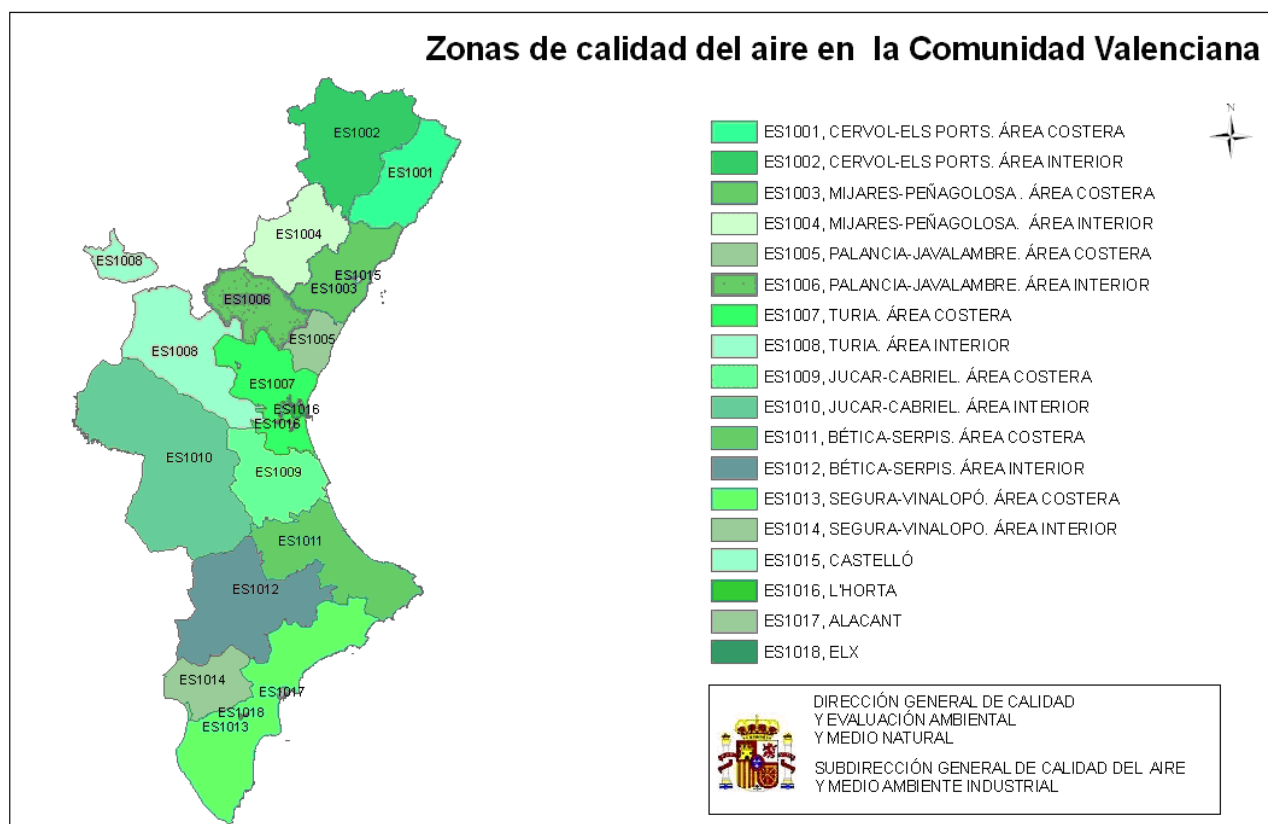 Zonas de calidad del aire en la Comunidad Valenciana
N
ES1002
ES1001
ES1004
ES1008
ES1015
ES1003
ES1006
ES1005
ES1008
ES1007
ES1016
ES1016
ES1010
ES1009
ES1011
ES1012
ES1014
ES1017
ES1018
ES1013
ES1001, CERVOL-ELS PORTS. ÁREA COSTERA
ES1002, CERVOL-ELS PORTS. ÁREA INTERIOR
ES1003, MIJARES-PEÑAGOLOSA . ÁREA COSTERA
ES1004, MIJARES-PEÑAGOLOSA. ÁREA INTERIOR
ES1005, PALANCIA-JAVALAMBRE. ÁREA COSTERA
ES1006, PALANCIA-JAVALAMBRE. ÁREA INTERIOR
ES1007, TURIA. ÁREA COSTERA
ES1008, TURIA. ÁREA INTERIOR
ES1009, JUCAR-CABRIEL. ÁREA COSTERA
ES1010, JUCAR-CABRIEL. ÁREA INTERIOR
ES1011, BÉTICA-SERPIS. ÁREA COSTERA
ES1012, BÉTICA-SERPIS. ÁREA INTERIOR
ES1013, SEGURA-VINALOPÓ. ÁREA COSTERA
ES1014, SEGURA-VINALOPO. ÁREA INTERIOR
ES1015, CASTELLÓ
ES1016, L'HORTA
ES1017, ALACANT
ES1018, ELX
DIRECCIÓN GENERAL DE CALIDAD
Y EVALUACIÓN AMBIENTAL
Y MEDIO NATURAL
SUBDIRECCIÓN GENERAL DE CALIDAD DEL AIRE
Y MEDIO AMBIENTE INDUSTRIAL